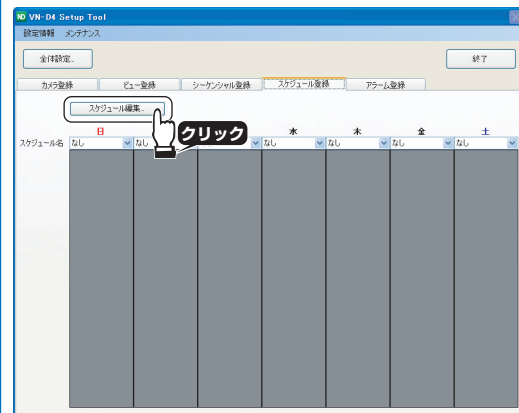 VN-D4 Setup Tool
設定情報 メンテナンス
全体設定... 終了
カメラ登録 ビュー登録 シーケンシャル登録 スケジュール登録 アラーム登録
スケジュール編集...
クリック
日 水 木 金 土
スケジュール名 なし なし なし なし なし なし